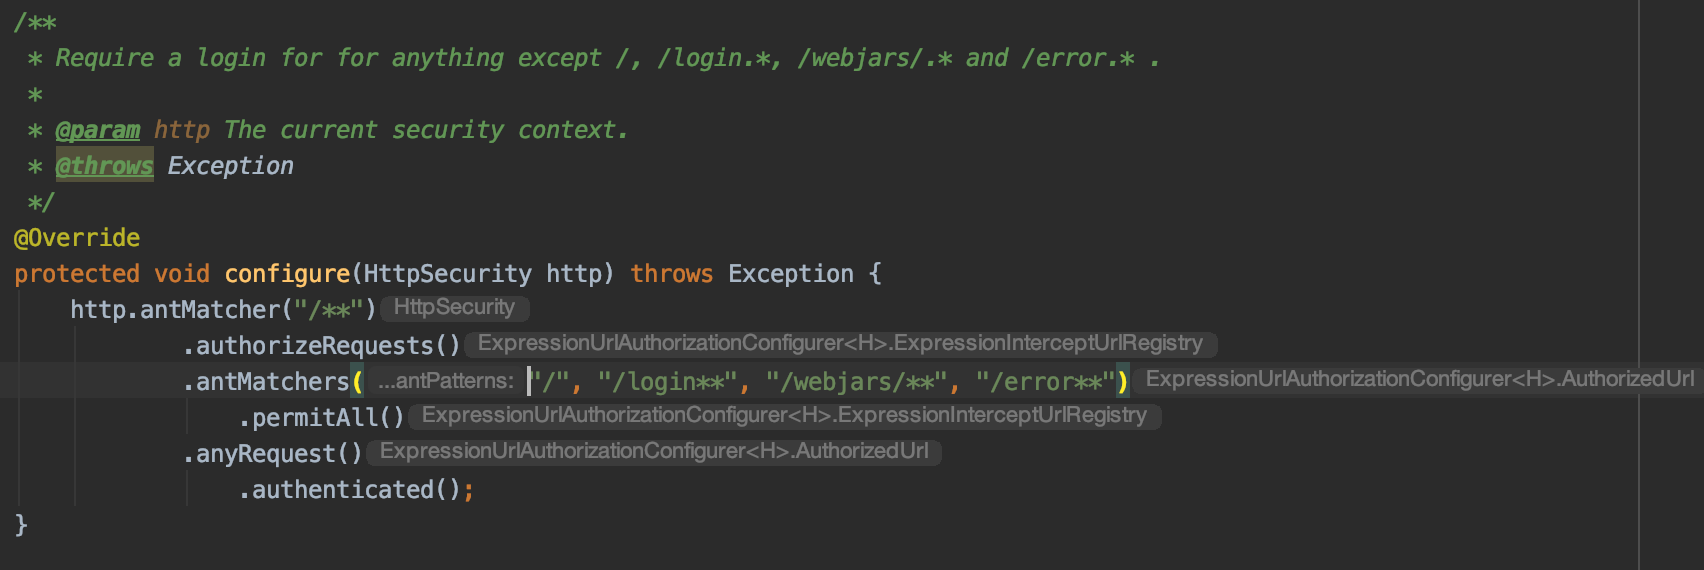 /**
 * Require a login for for anything except /, /login.*, /webjars/.* and /error.* .
 *
 * @param http The current security context.
 * @throws Exception
 */
@Override
protected void configure(HttpSecurity http) throws Exception {
    http.antMatcher("/**") HttpSecurity
            .authorizeRequests() ExpressionUrlAuthorizationConfigurer<H>.ExpressionInterceptUrlRegistry
            .antMatchers( ...antPatterns: "/", "/login**", "/webjars/**", "/error**") ExpressionUrlAuthorizationConfigurer<H>.AuthorizedUrl
                .permitAll() ExpressionUrlAuthorizationConfigurer<H>.ExpressionInterceptUrlRegistry
            .anyRequest() ExpressionUrlAuthorizationConfigurer<H>.AuthorizedUrl
                .authenticated();
}